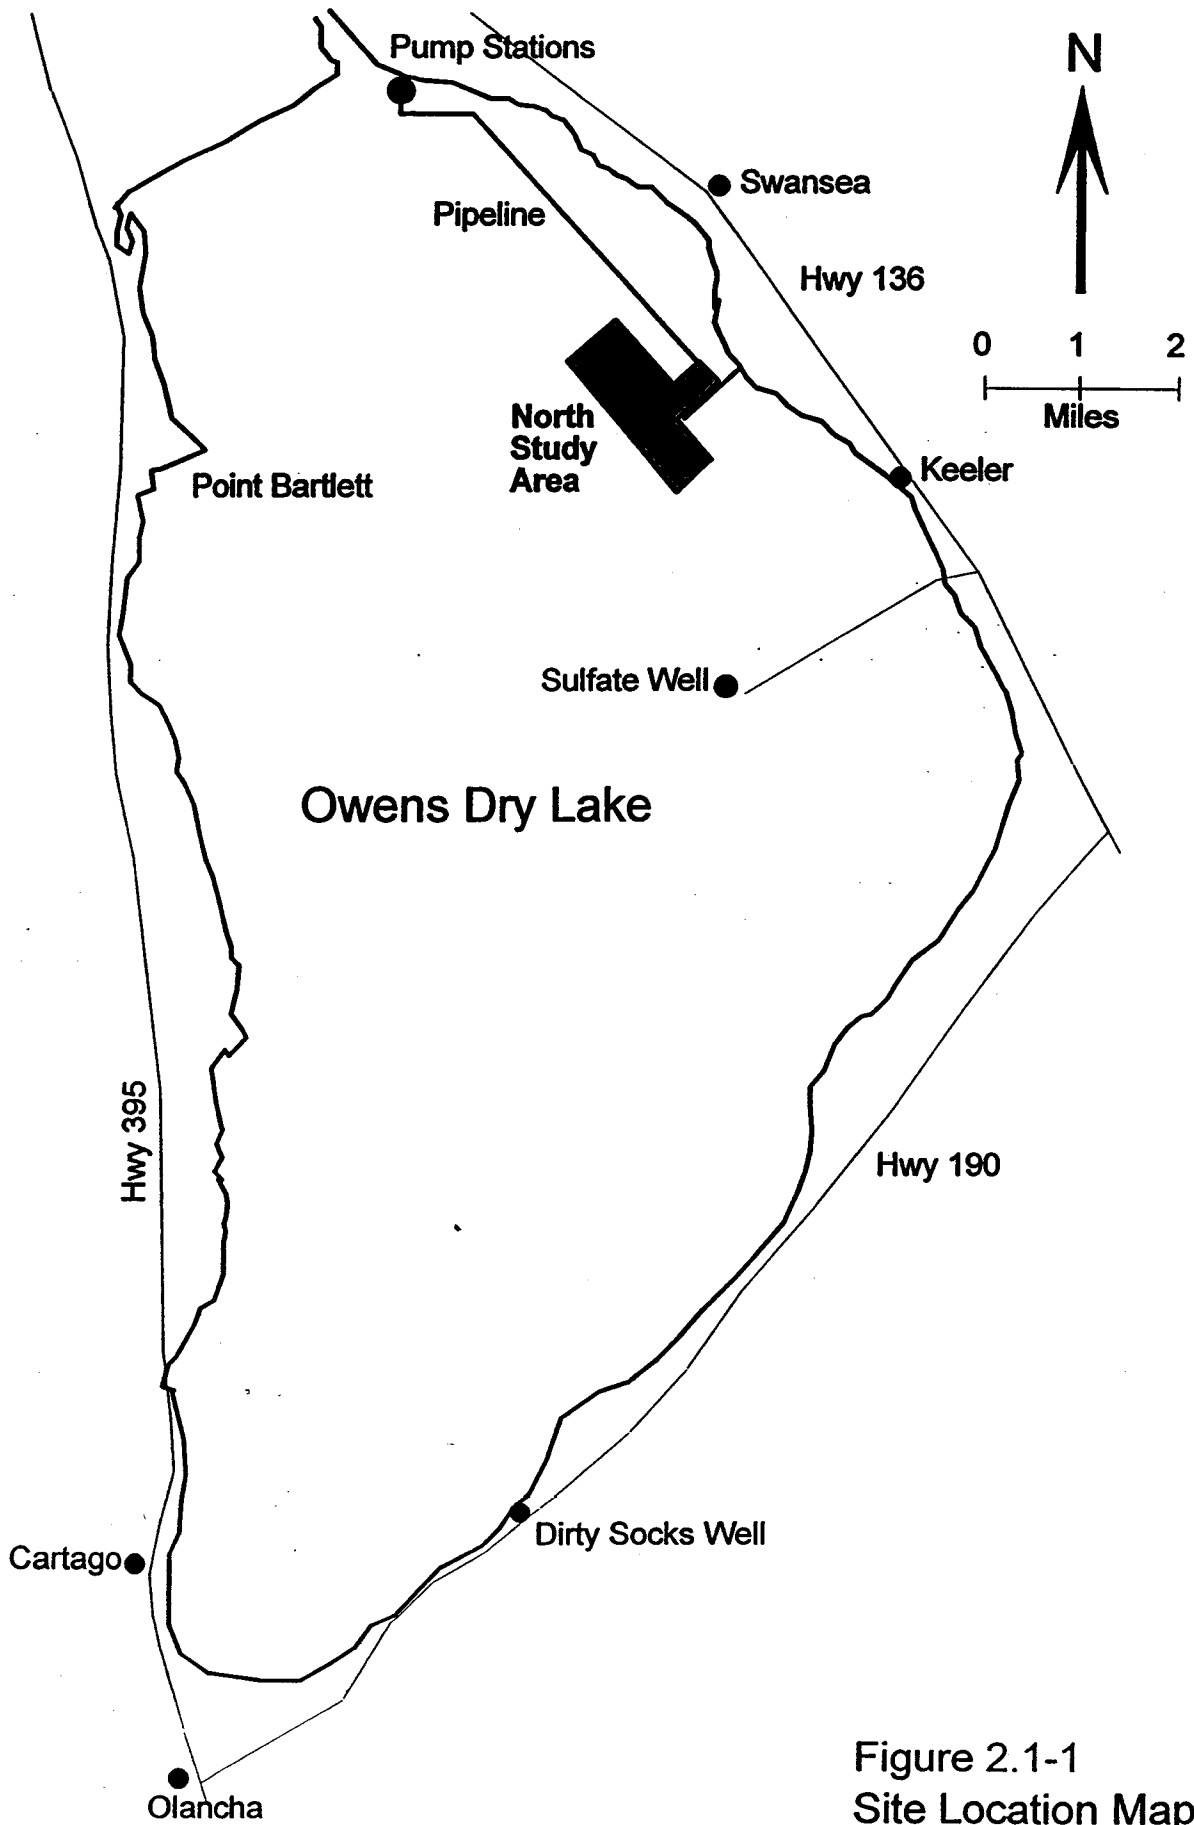 Pump Stations
N
Swansea
Pipeline
Hwy 136
0 1 2
Miles
North
Study
Area
Keeler
Point Bartlett
Sulfate Well
Owens Dry Lake
Hwy 395
Hwy 190
Dirty Socks Well
Cartago
Olancha
Figure 2.1-1
Site Location Map